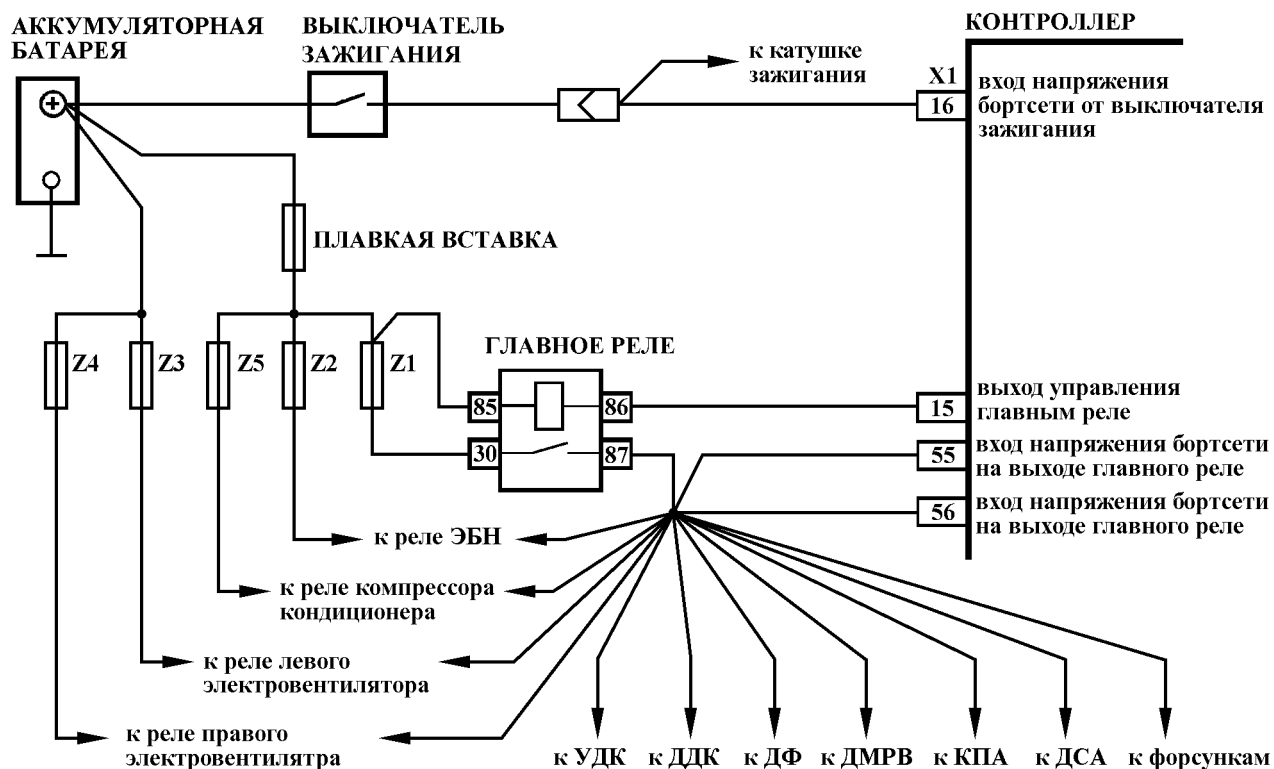 АККУМУЛЯТОРНАЯ
БАТАРЕЯ
ВЫКЛЮЧАТЕЛЬ
ЗАЖИГАНИЯ
КОНТРОЛЛЕР
к катушке
зажигания
X1
16
вход напряжения
бортсети от выключателя
зажигания
ПЛАВКАЯ ВСТАВКА
Z4
Z3
Z5
Z2
Z1
ГЛАВНОЕ РЕЛЕ
85
86
30
87
15
выход управления
главным реле
55
вход напряжения бортсети
на выходе главного реле
56
вход напряжения бортсети
на выходе главного реле
к реле ЭБН
к реле компрессора
кондиционера
к реле левого
электровентилятора
к реле правого
электровентилятра
к УДК
к ДДК
к ДФ
к ДМРВ
к КПА
к ДСА
к форсункам